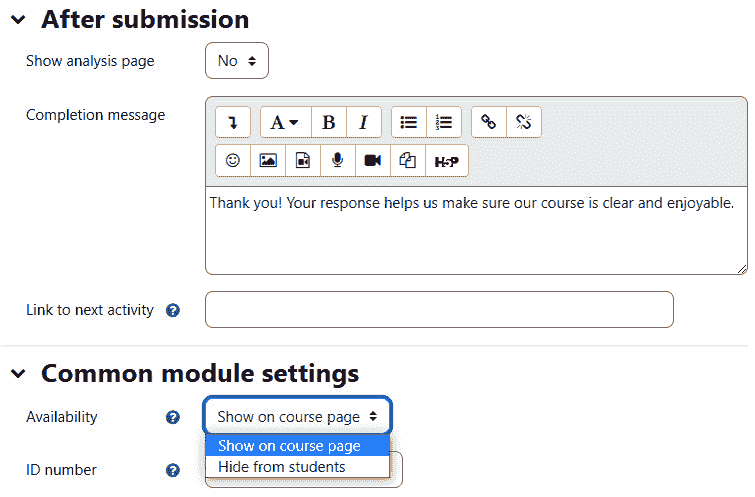 After submission
Show analysis page
No
Completion message
A B I
H5P
Thank you! Your response helps us make sure our course is clear and enjoyable.
Link to next activity ?
Common module settings
Availability ? Show on course page
Show on course page
Hide from students
ID number ?